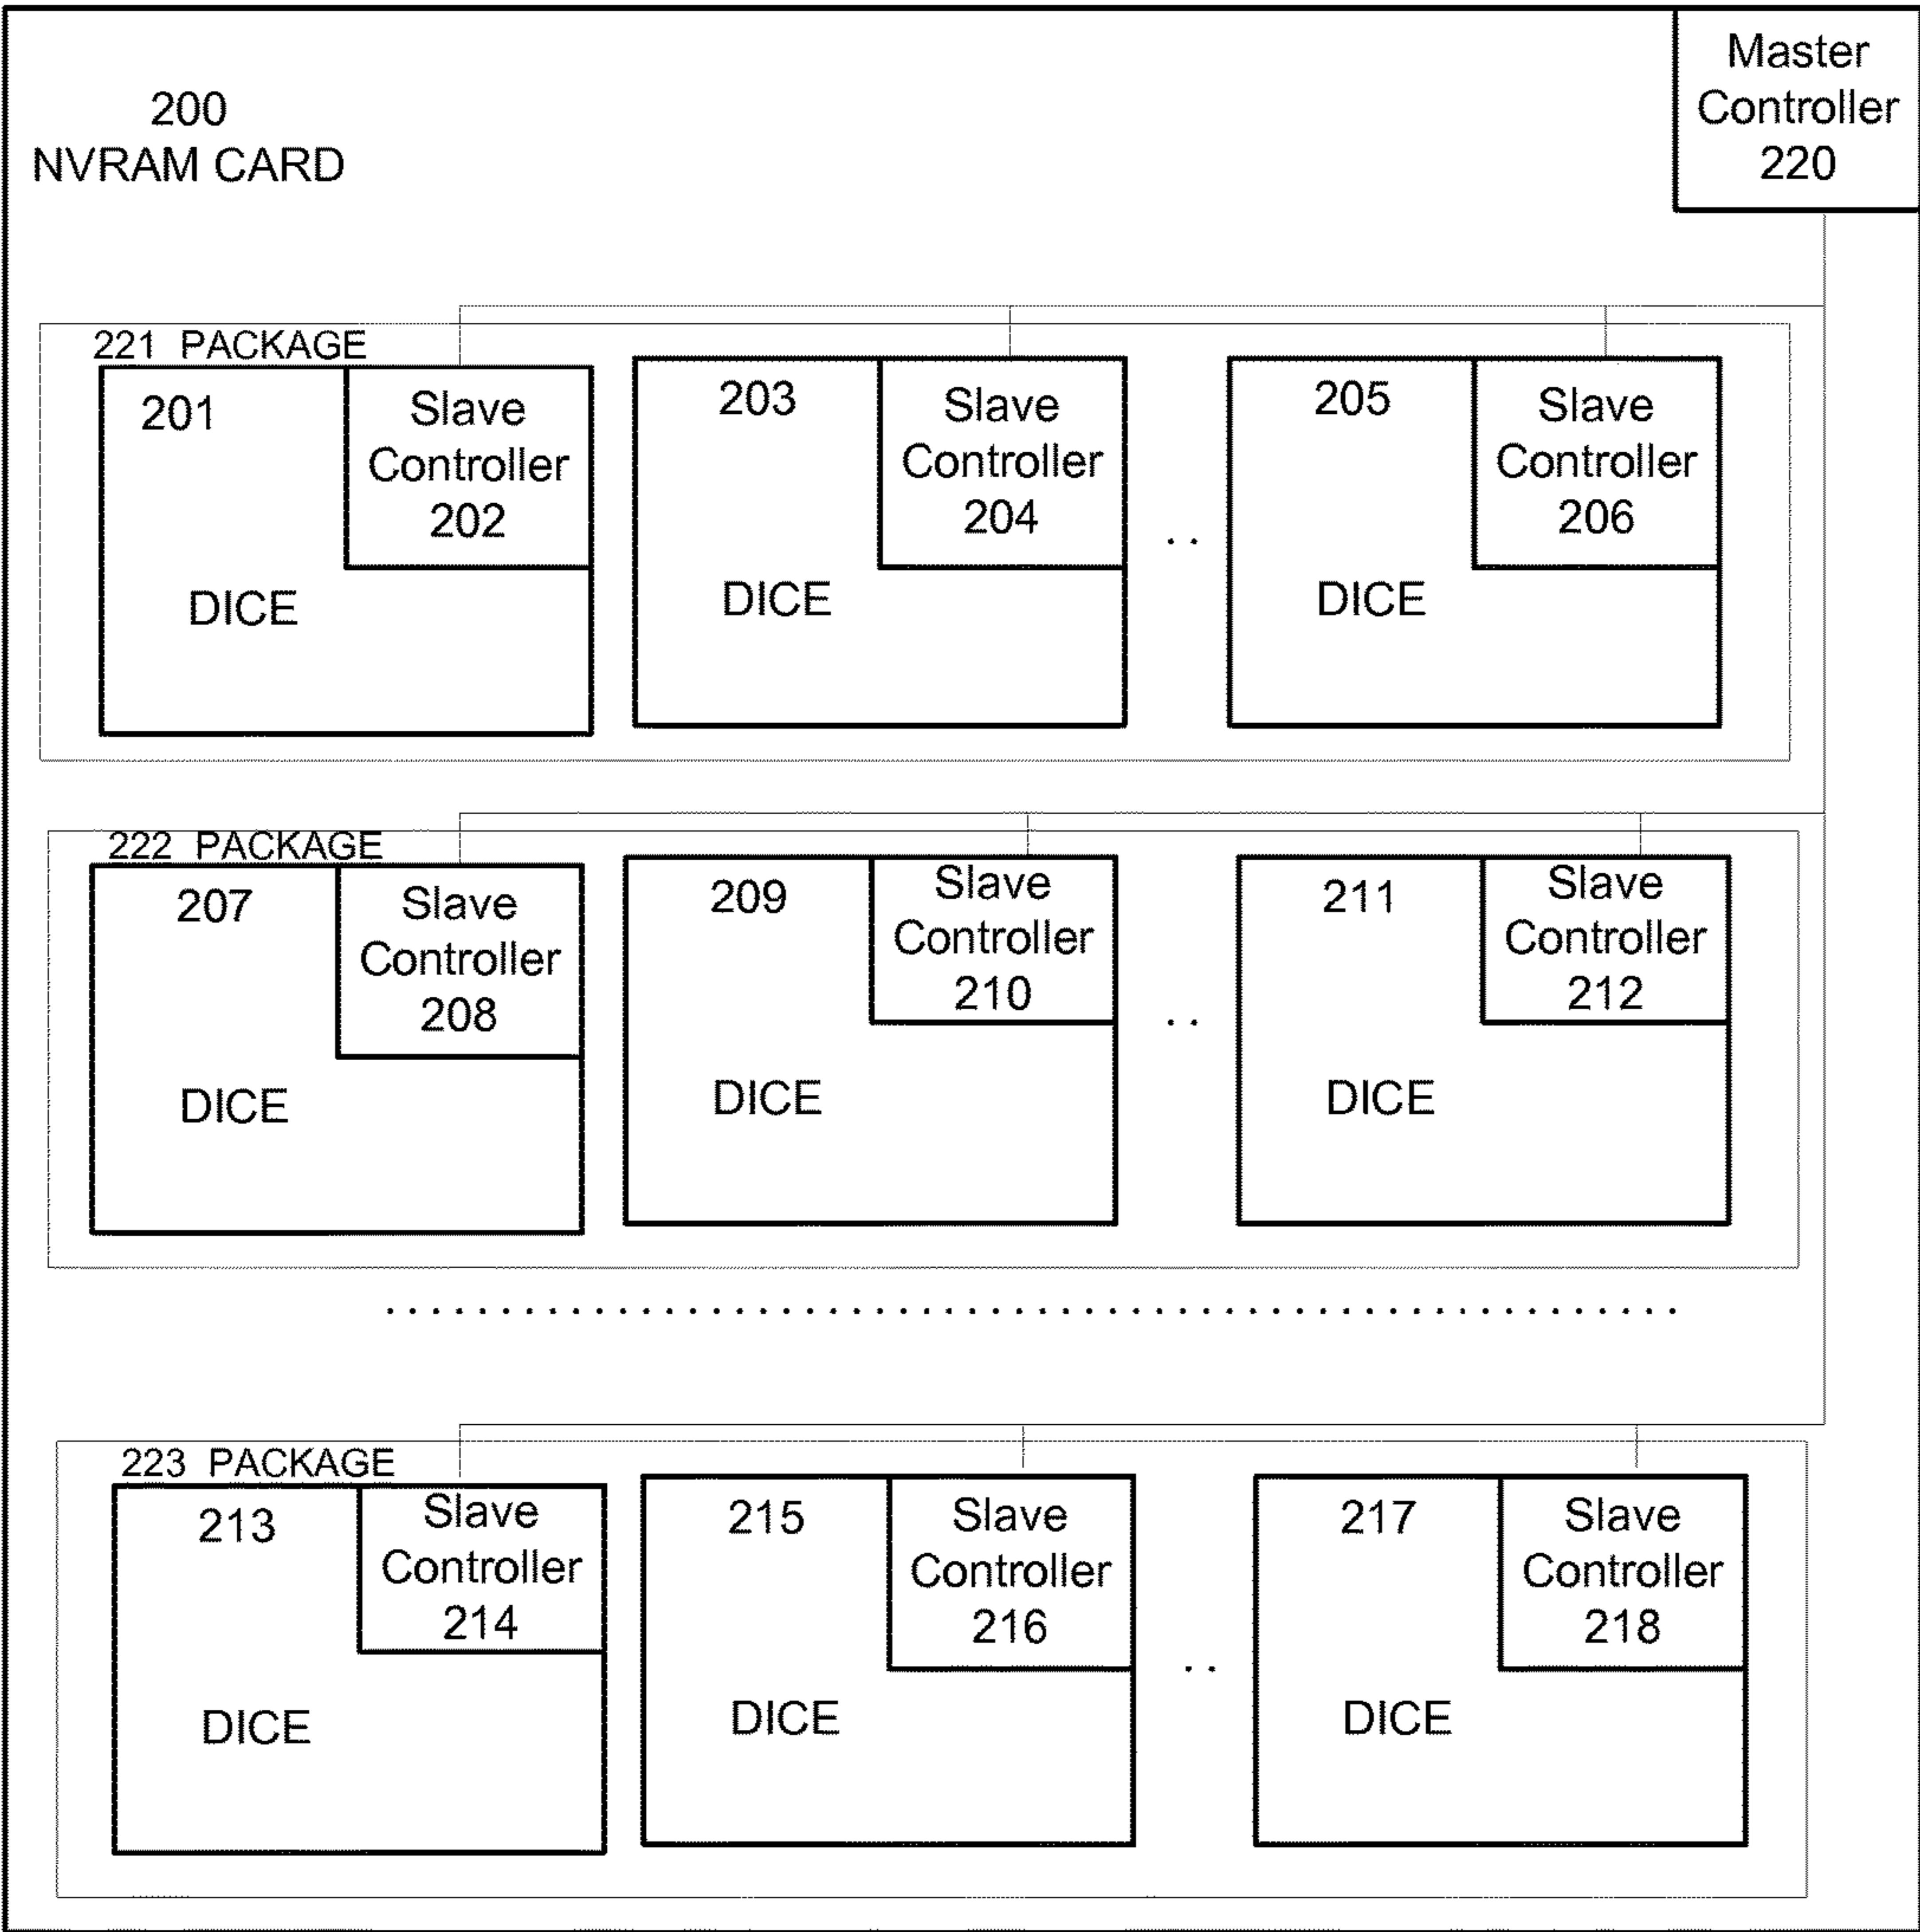 200
NVRAM CARD
Master
Controller
220
221 PACKAGE
201
Slave
Controller
202
DICE
203
Slave
Controller
204
DICE
..
205
Slave
Controller
206
DICE
222 PACKAGE
207
Slave
Controller
208
DICE
209
Slave
Controller
210
DICE
..
211
Slave
Controller
212
DICE
223 PACKAGE
213
Slave
Controller
214
DICE
215
Slave
Controller
216
DICE
..
217
Slave
Controller
218
DICE